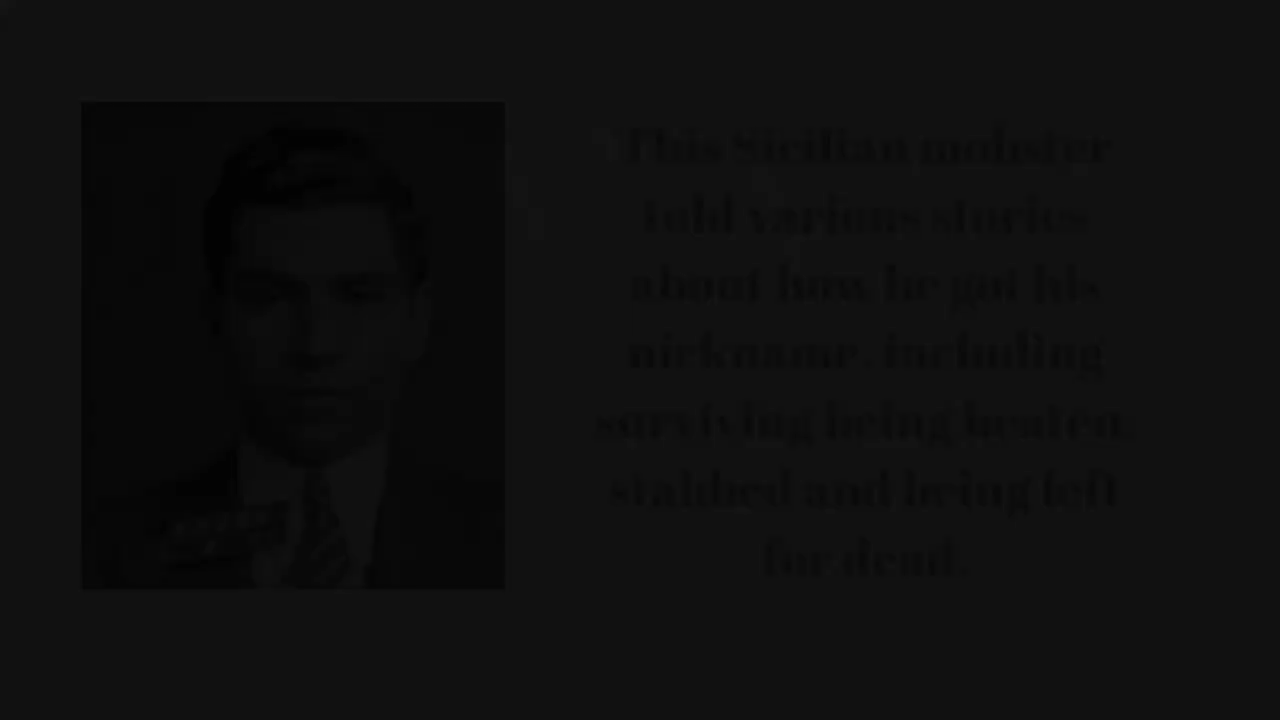 This Sicilian mobster
told various stories
about how he got his
nickname, including
surviving being beaten,
stabbed and being left
for dead.